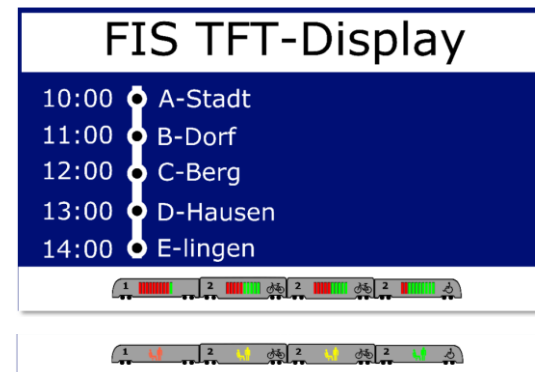 FIS TFT-Display
10:00 A-Stadt
11:00 B-Dorf
12:00 C-Berg
13:00 D-Hausen
14:00 E-lingen
1 2 2 2
1 2 2 2